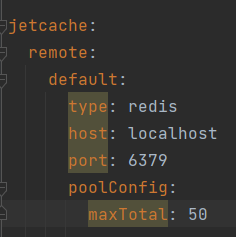 jetcache:
  remote:
    default:
      type: redis
      host: localhost
      port: 6379
      poolConfig:
        maxTotal: 50